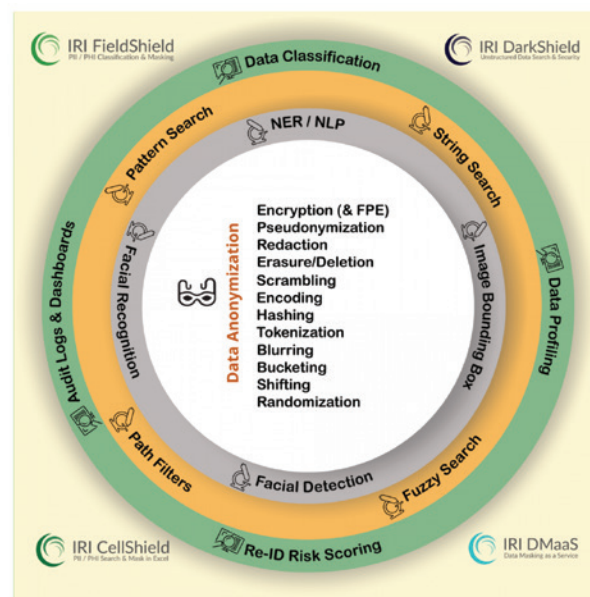 IRI FieldShield
PII / PHI Classification & Masking
IRI DarkShield
Unstructured Data Search & Security
Data Classification
Pattern Search
NER / NLP
String Search
Audit Logs & Dashboards
Facial Recognition
Data Anonymization
Encryption (& FPE)
Pseudonymization
Redaction
Erasure/Deletion
Scrambling
Encoding
Hashing
Tokenization
Blurring
Bucketing
Shifting
Randomization
Image Bounding Box
Data Profiling
Path Filters
Facial Detection
Fuzzy Search
Re-ID Risk Scoring
IRI CellShield
PII / PHI Search & Mask in Excel
IRI DMaaS
Data Masking as a Service